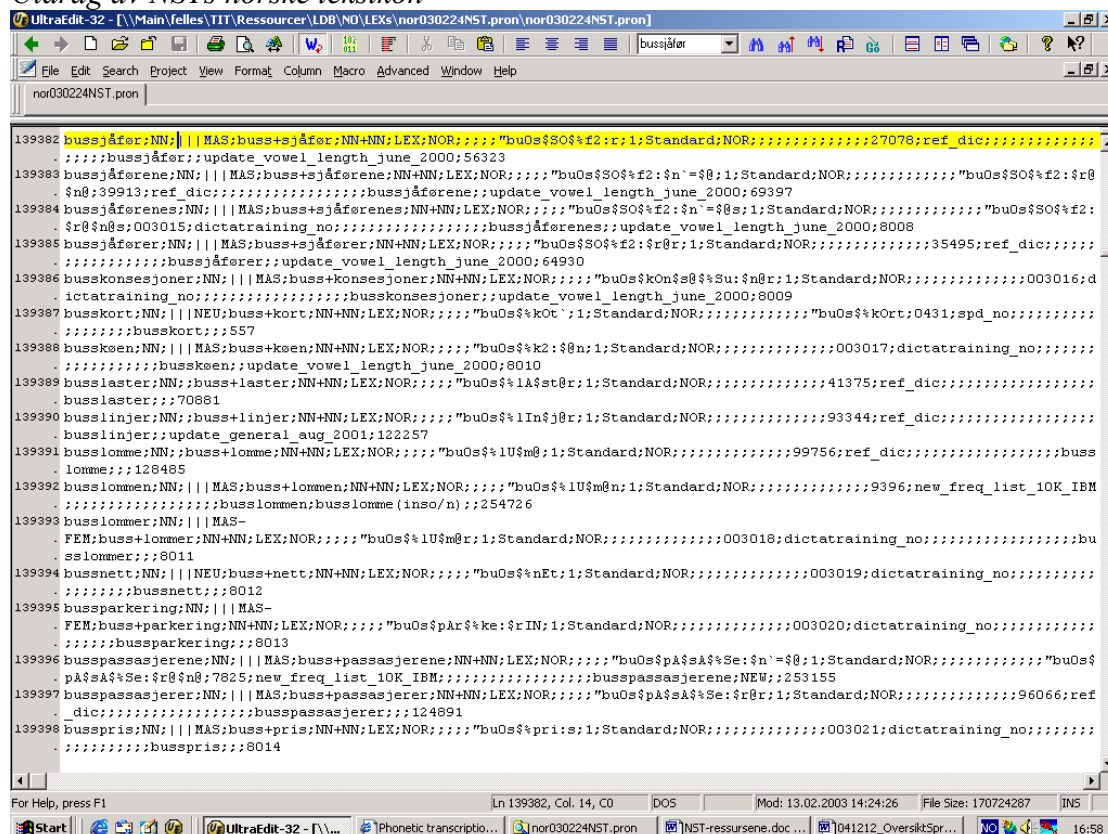 Utdrag av NSTs norske leksikon
UltraEdit-32 - [\\Main\felles\TIT\Ressurcer\LDB\NO\LEXs\nor030224NST.pron\nor030224NST.pron]
bussjåfør
File Edit Search Project View Format Column Macro Advanced Window Help
nor030224NST.pron
139382 bussjåfør;NN;|||MAS;buss+sjåfør;NN+NN;LEX;NOR;;;;;"bu0s$SO$%f2:r;1;Standard;NOR;;;;;;;;;;;;;;27078;ref_dic;;;;;;;;;;;;;
;;;;;bussjåfør;;update_vowel_length_june_2000;56323
139383 bussjåførene;NN;|||MAS;buss+sjåførene;NN+NN;LEX;NOR;;;;;"bu0s$SO$%f2:$n`=$@;1;Standard;NOR;;;;;;;;;;;;;"bu0s$SO$%f2:$r@
$n@;39913;ref_dic;;;;;;;;;;;;;;;;;;bussjåførene;;update_vowel_length_june_2000;69397
139384 bussjåførenes;NN;|||MAS;buss+sjåførenes;NN+NN;LEX;NOR;;;;;"bu0s$SO$%f2:$n`=$@s;1;Standard;NOR;;;;;;;;;;;;;"bu0s$SO$%f2:
$r@$n@s;003015;dictatraining_no;;;;;;;;;;;;;;;;;;bussjåførenes;;update_vowel_length_june_2000;8008
139385 bussjåfører;NN;|||MAS;buss+sjåfører;NN+NN;LEX;NOR;;;;;"bu0s$SO$%f2:$r@r;1;Standard;NOR;;;;;;;;;;;;;;35495;ref_dic;;;;;;
;;;;;;;;;;;;bussjåfører;;update_vowel_length_june_2000;64930
139386 busskonsesjoner;NN;|||MAS;buss+konsesjoner;NN+NN;LEX;NOR;;;;;"bu0s$kOn$s@$%Su:$n@r;1;Standard;NOR;;;;;;;;;;;;;;003016;d
ictatraining_no;;;;;;;;;;;;;;;;;;busskonsesjoner;;update_vowel_length_june_2000;8009
139387 busskort;NN;|||NEU;buss+kort;NN+NN;LEX;NOR;;;;;"bu0s$%kOt`;1;Standard;NOR;;;;;;;;;;;;;"bu0s$%kOrt;0431;spd_no;;;;;;;;;;
;;;;;;;;busskort;;;557
139388 busskøen;NN;|||MAS;buss+køen;NN+NN;LEX;NOR;;;;;"bu0s$%k2:$@n;1;Standard;NOR;;;;;;;;;;;;;;003017;dictatraining_no;;;;;;;
;;;;;;;;;;;busskøen;;update_vowel_length_june_2000;8010
139389 busslaster;NN;;buss+laster;NN+NN;LEX;NOR;;;;;"bu0s$%lA$st@r;1;Standard;NOR;;;;;;;;;;;;;;41375;ref_dic;;;;;;;;;;;;;;;;;;
busslaster;;;70881
139390 busslinjer;NN;;buss+linjer;NN+NN;LEX;NOR;;;;;"bu0s$%lIn$j@r;1;Standard;NOR;;;;;;;;;;;;;;93344;ref_dic;;;;;;;;;;;;;;;;;;
busslinjer;;update_general_aug_2001;122257
139391 busslomme;NN;;buss+lomme;NN+NN;LEX;NOR;;;;;"bu0s$%lU$m@;1;Standard;NOR;;;;;;;;;;;;;;99756;ref_dic;;;;;;;;;;;;;;;;;;buss
lomme;;;128485
139392 busslommen;NN;|||MAS;buss+lommen;NN+NN;LEX;NOR;;;;;"bu0s$%lU$m@n;1;Standard;NOR;;;;;;;;;;;;;;9396;new_freq_list_10K_IBM
;;;;;;;;;;;;;;;;;;busslommen;busslomme(inso/n);;254726
139393 busslommer;NN;|||MAS-
FEM;buss+lommer;NN+NN;LEX;NOR;;;;;"bu0s$%lU$m@r;1;Standard;NOR;;;;;;;;;;;;;;003018;dictatraining_no;;;;;;;;;;;;;;;;;;bu
sslommer;;;8011
139394 bussnett;NN;|||NEU;buss+nett;NN+NN;LEX;NOR;;;;;"bu0s$%nEt;1;Standard;NOR;;;;;;;;;;;;;;003019;dictatraining_no;;;;;;;;;;
;;;;;;;;bussnett;;;8012
139395 bussparkering;NN;|||MAS-
FEM;buss+parkering;NN+NN;LEX;NOR;;;;;"bu0s$pAr$%ke:$rIN;1;Standard;NOR;;;;;;;;;;;;;;003020;dictatraining_no;;;;;;;;;;;;
;;;;;;bussparkering;;;8013
139396 busspassasjerene;NN;|||MAS;buss+passasjerene;NN+NN;LEX;NOR;;;;;"bu0s$pA$sA$%Se:$n`=$@;1;Standard;NOR;;;;;;;;;;;;;"bu0s$
pA$sA$%Se:$r@$n@;7825;new_freq_list_10K_IBM;;;;;;;;;;;;;;;;;;busspassasjerene;NEW;;253155
139397 busspassasjerer;NN;|||MAS;buss+passasjerer;NN+NN;LEX;NOR;;;;;"bu0s$pA$sA$%Se:$r@r;1;Standard;NOR;;;;;;;;;;;;;;96066;ref
_dic;;;;;;;;;;;;;;;;;;busspassasjerer;;;124891
139398 busspris;NN;|||MAS;buss+pris;NN+NN;LEX;NOR;;;;;"bu0s$%pri:s;1;Standard;NOR;;;;;;;;;;;;;;003021;dictatraining_no;;;;;;;;
;;;;;;;;;;busspris;;;8014
For Help, press F1 Ln 139382, Col. 14, C0 DOS Mod: 13.02.2003 14:24:26 File Size: 170724287 INS
Start UltraEdit-32 - [\\... Phonetic transcriptio... nor030224NST.pron NST-ressursene.doc ... 041212_OversiktSpr... NO 16:58